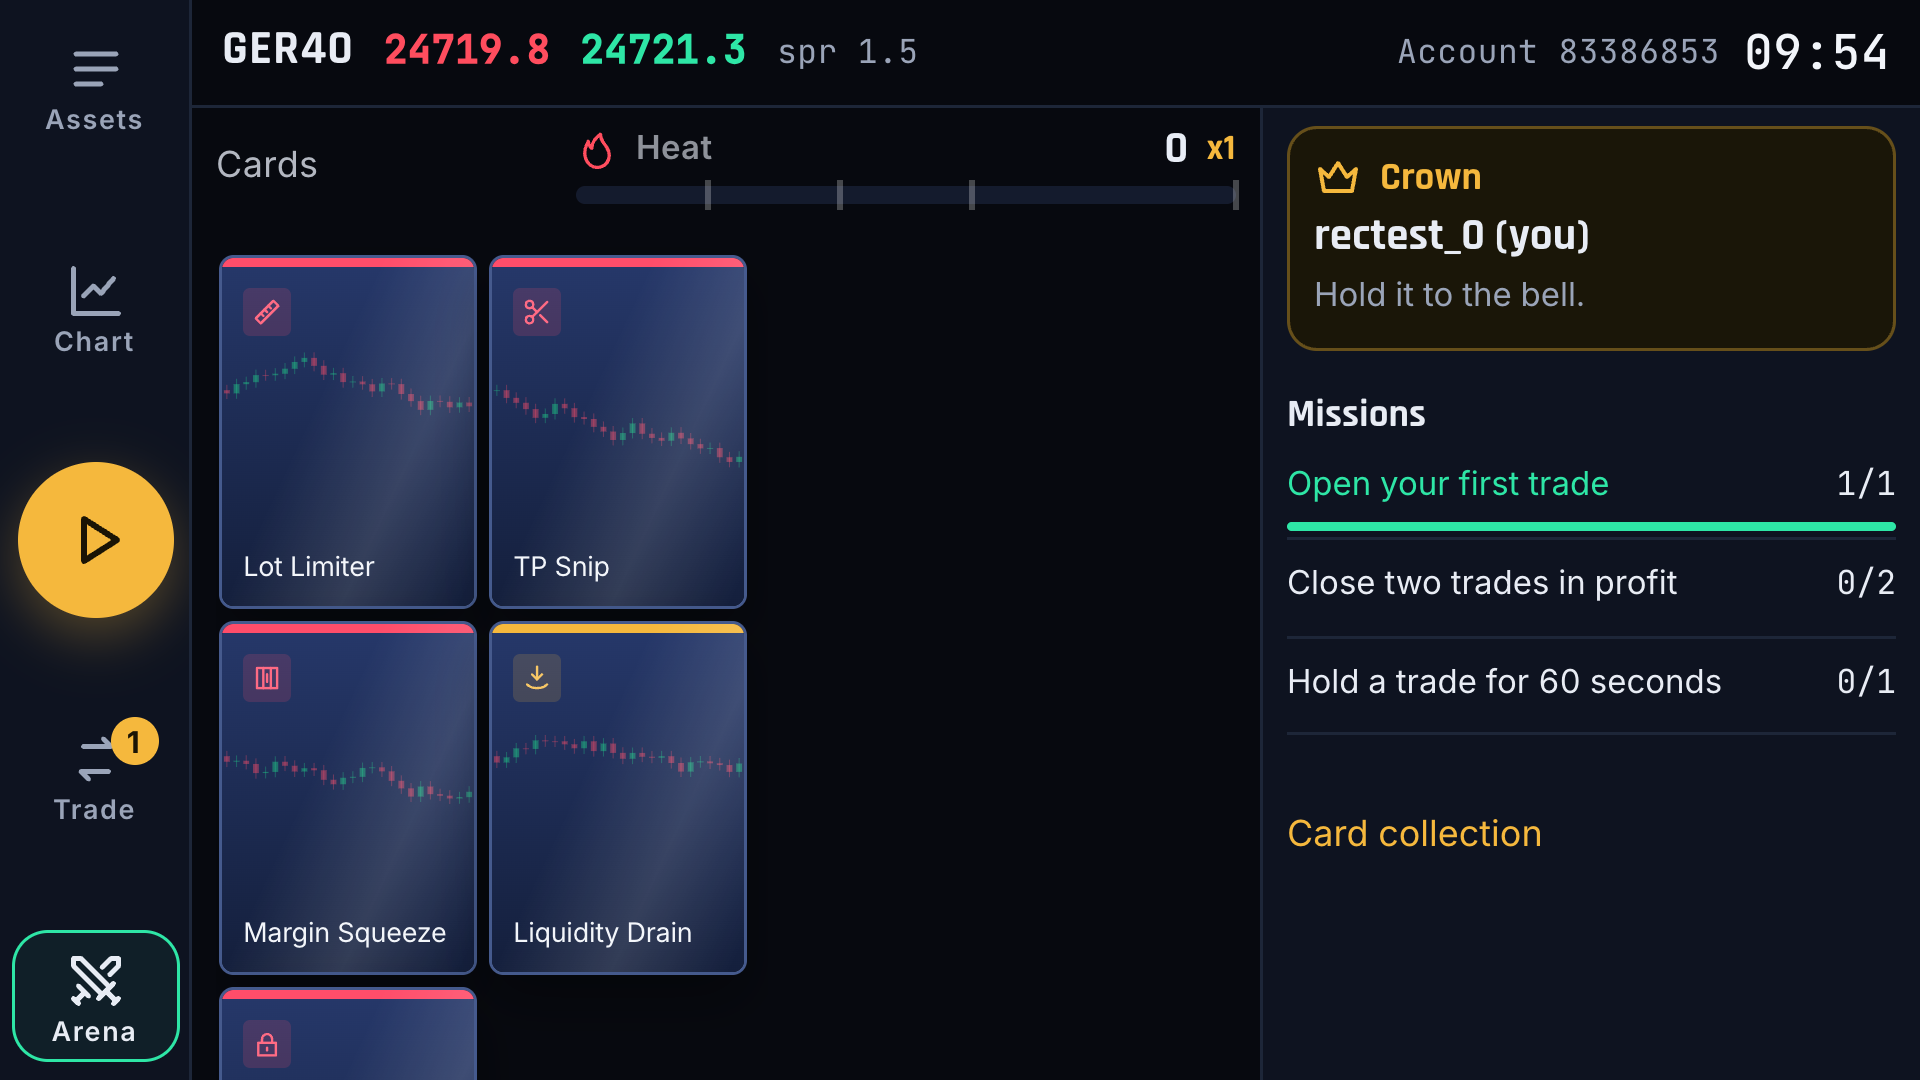 Assets
Chart
1
Trade
Arena
GER40 24719.8 24721.3 spr 1.5
Account 83386853 09:54
Cards
Heat 0 x1
Lot Limiter
TP Snip
Margin Squeeze
Liquidity Drain
Crown
rectest_0 (you)
Hold it to the bell.
Missions
Open your first trade 1/1
Close two trades in profit 0/2
Hold a trade for 60 seconds 0/1
Card collection